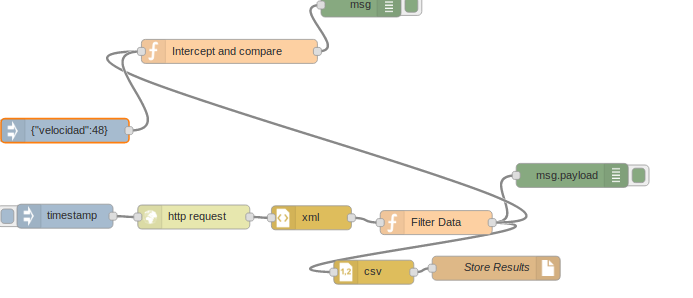 msg
Intercept and compare
{"velocidad":48}
msg.payload
timestamp
http request
xml
Filter Data
csv
Store Results